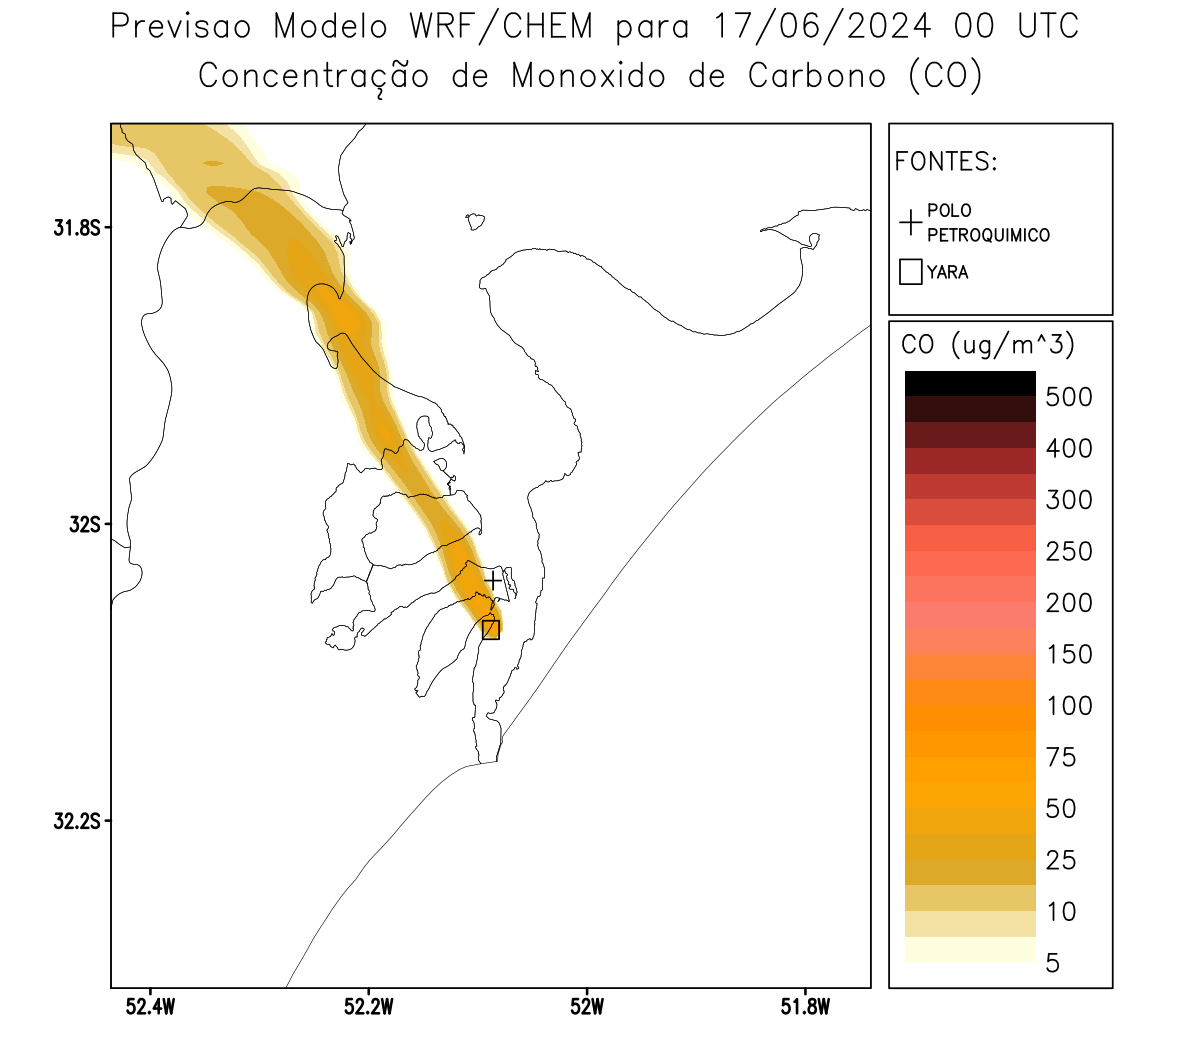 Previsao Modelo WRF/CHEM para 17/06/2024 00 UTC
Concentração de Monoxido de Carbono (CO)
FONTES:
POLO
PETROQUIMICO
YARA
31.8S
32S
32.2S
52.4W
52.2W
52W
51.8W
CO (ug/m^3)
500
400
300
250
200
150
100
75
50
25
10
5